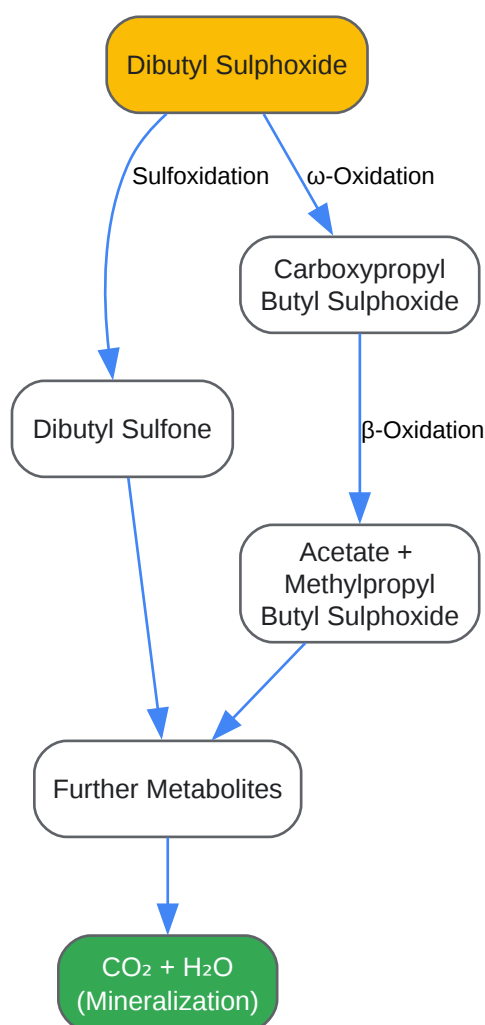 Dibutyl Sulphoxide
Sulfoxidation
ω-Oxidation
Carboxypropyl
Butyl Sulphoxide
Dibutyl Sulfone
β-Oxidation
Acetate +
Methylpropyl
Butyl Sulphoxide
Further Metabolites
CO₂ + H₂O
(Mineralization)